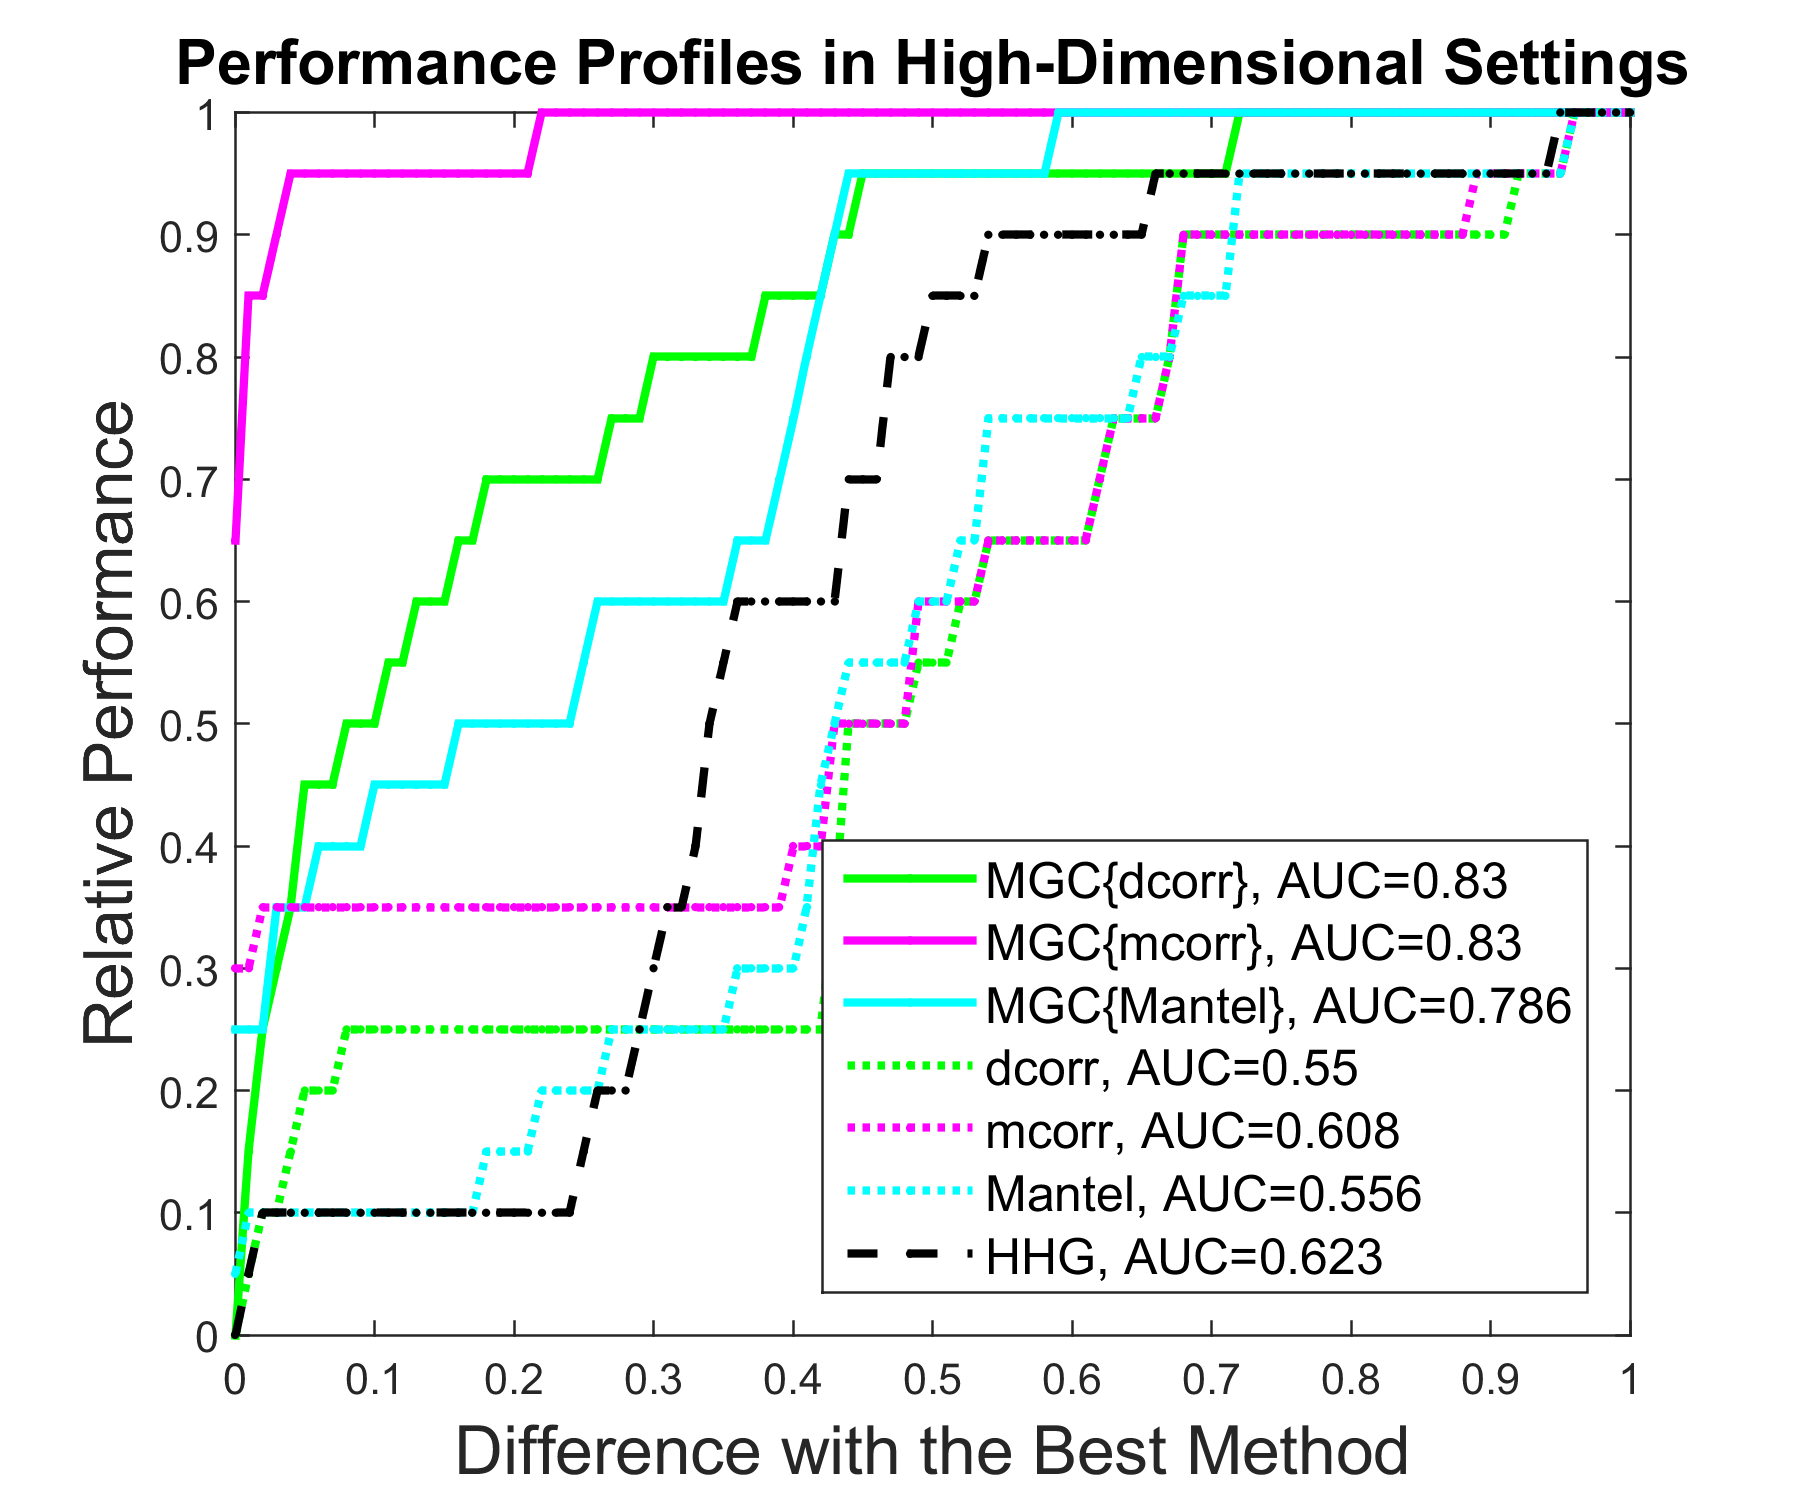 Performance Profiles in High-Dimensional Settings
Relative Performance
1
0.9
0.8
0.7
0.6
0.5
0.4
0.3
0.2
0.1
0
MGC{dcorr}, AUC=0.83
MGC{mcorr}, AUC=0.83
MGC{Mantel}, AUC=0.786
dcorr, AUC=0.55
mcorr, AUC=0.608
Mantel, AUC=0.556
HHG, AUC=0.623
0 0.1 0.2 0.3 0.4 0.5 0.6 0.7 0.8 0.9 1
Difference with the Best Method